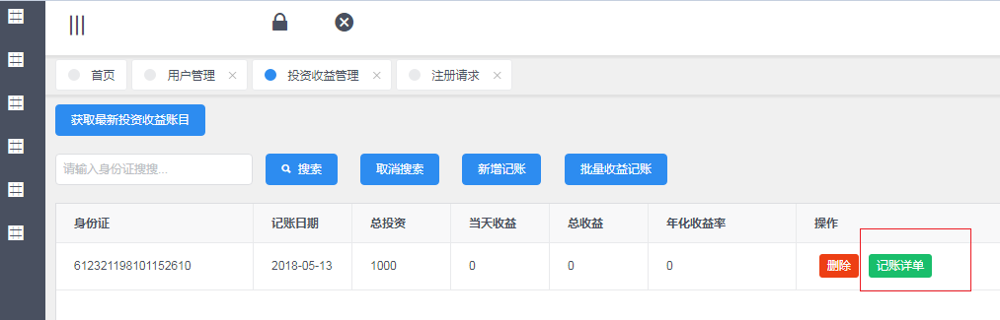 首页 用户管理 投资收益管理 注册请求
获取最新投资收益账目
请输入身份证搜搜... 搜索 取消搜索 新增记账 批量收益记账
身份证 记账日期 总投资 当天收益 总收益 年化收益率 操作
612321198101152610 2018-05-13 1000 0 0 0 删除 记账详单